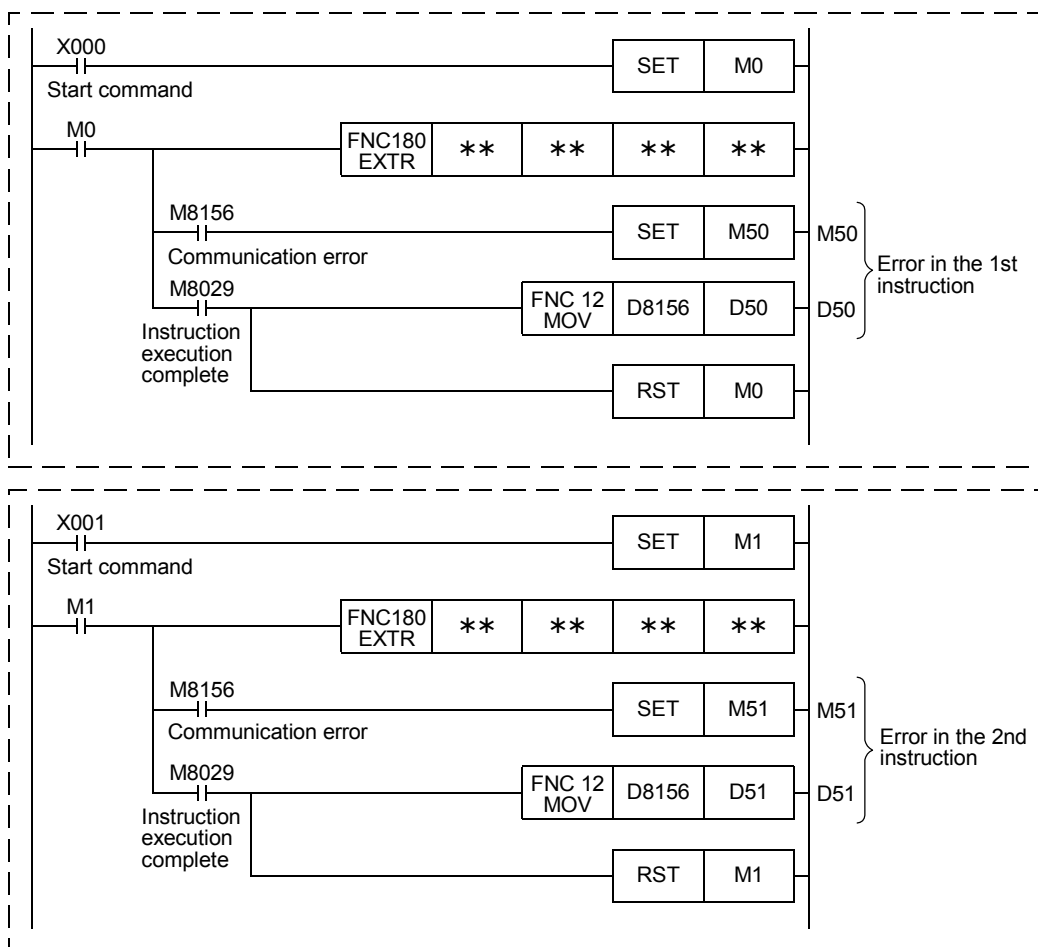 X000
SET M0
Start command
M0
FNC180 EXTR ** ** ** **
M8156
SET M50
M50
Communication error
Error in the 1st
instruction
M8029
FNC 12 MOV D8156 D50
D50
Instruction
execution
complete
RST M0
X001
SET M1
Start command
M1
FNC180 EXTR ** ** ** **
M8156
SET M51
M51
Communication error
Error in the 2nd
instruction
M8029
FNC 12 MOV D8156 D51
D51
Instruction
execution
complete
RST M1